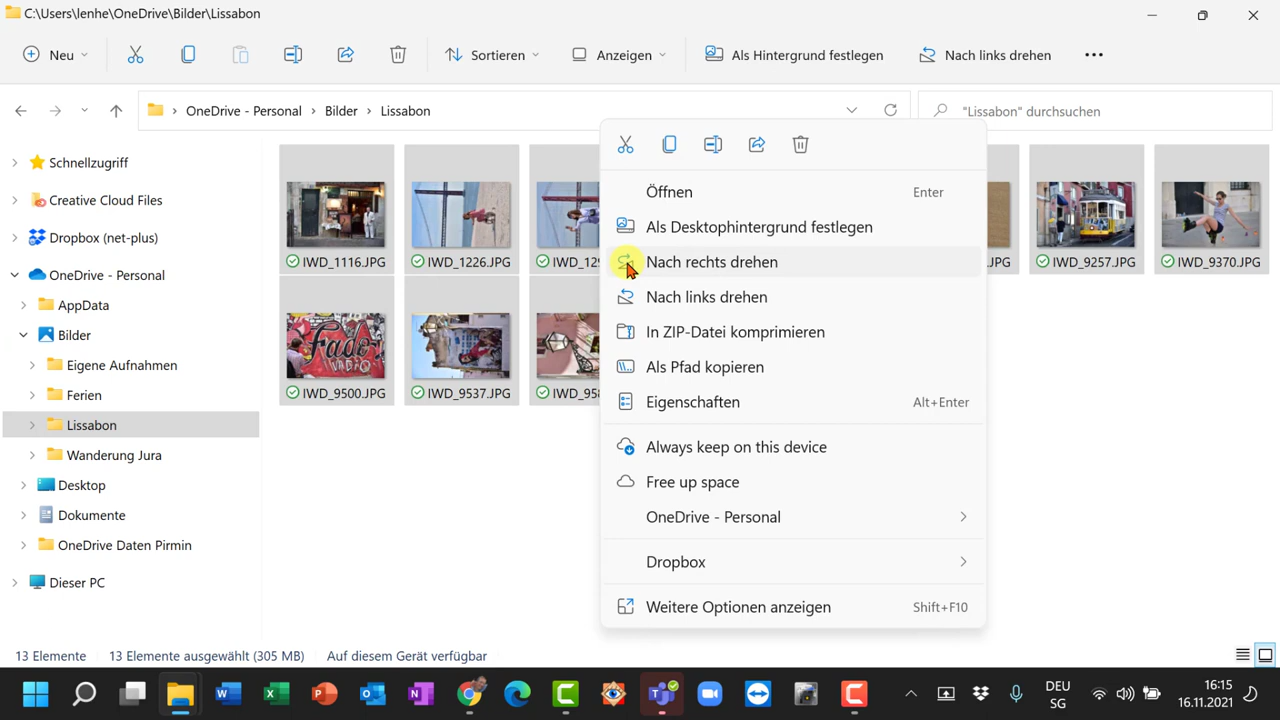 C:\Users\lenhe\OneDrive\Bilder\Lissabon
Neu
Sortieren
Anzeigen
Als Hintergrund festlegen
Nach links drehen
OneDrive - Personal
Bilder
Lissabon
"Lissabon" durchsuchen
Schnellzugriff
Creative Cloud Files
Dropbox (net-plus)
OneDrive - Personal
AppData
Bilder
Eigene Aufnahmen
Ferien
Lissabon
Wanderung Jura
Desktop
Dokumente
OneDrive Daten Pirmin
Dieser PC
IWD_1116.JPG
IWD_1226.JPG
JPG
IWD_9257.JPG
IWD_9370.JPG
Fado
IWD_9500.JPG
IWD_9537.JPG
Öffnen Enter
Als Desktophintergrund festlegen
Nach rechts drehen
Nach links drehen
In ZIP-Datei komprimieren
Als Pfad kopieren
Eigenschaften Alt+Enter
Always keep on this device
Free up space
OneDrive - Personal
Dropbox
Weitere Optionen anzeigen Shift+F10
13 Elemente 13 Elemente ausgewählt (305 MB) Auf diesem Gerät verfügbar
DEU
SG
16:15
16.11.2021